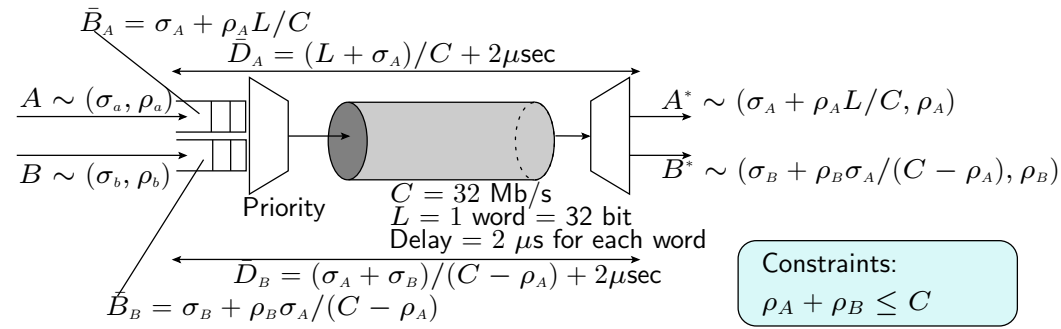 B̄_A = σ_A + ρ_A L/C
D̄_A = (L + σ_A)/C + 2μsec
A ∼ (σ_a, ρ_a)
A* ∼ (σ_A + ρ_A L/C, ρ_A)
B ∼ (σ_b, ρ_b)
B* ∼ (σ_B + ρ_B σ_A/(C − ρ_A), ρ_B)
Priority
C = 32 Mb/s
L = 1 word = 32 bit
Delay = 2 μs for each word
D̄_B = (σ_A + σ_B)/(C − ρ_A) + 2μsec
B̄_B = σ_B + ρ_B σ_A/(C − ρ_A)
Constraints:
ρ_A + ρ_B ≤ C